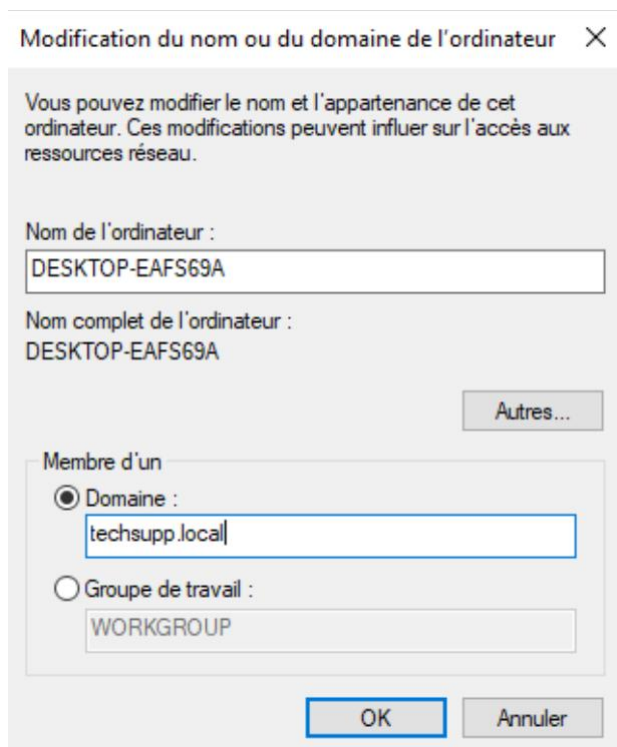 Modification du nom ou du domaine de l'ordinateur
Vous pouvez modifier le nom et l'appartenance de cet
ordinateur. Ces modifications peuvent influer sur l'accès aux
ressources réseau.
Nom de l'ordinateur :
DESKTOP-EAFS69A
Nom complet de l'ordinateur :
DESKTOP-EAFS69A
Autres...
Membre d'un
Domaine :
techsupp.local
Groupe de travail :
WORKGROUP
OK
Annuler